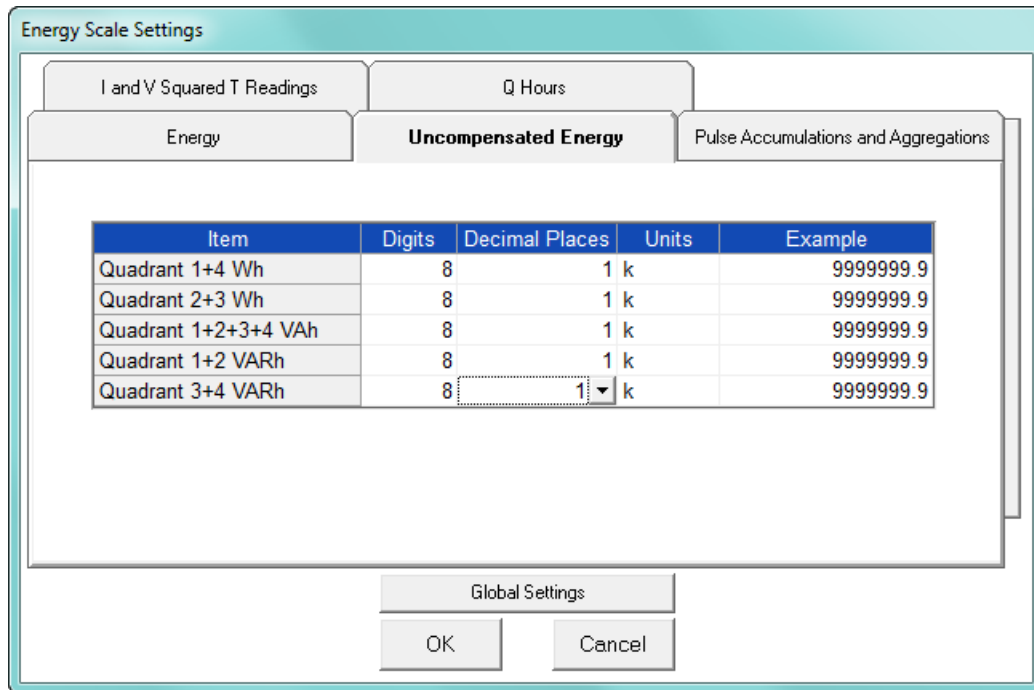 Energy Scale Settings
I and V Squared T Readings Q Hours
Energy Uncompensated Energy Pulse Accumulations and Aggregations
Item Digits Decimal Places Units Example
Quadrant 1+4 Wh 8 1 k 9999999.9
Quadrant 2+3 Wh 8 1 k 9999999.9
Quadrant 1+2+3+4 VAh 8 1 k 9999999.9
Quadrant 1+2 VARh 8 1 k 9999999.9
Quadrant 3+4 VARh 8 1 k 9999999.9
Global Settings
OK Cancel